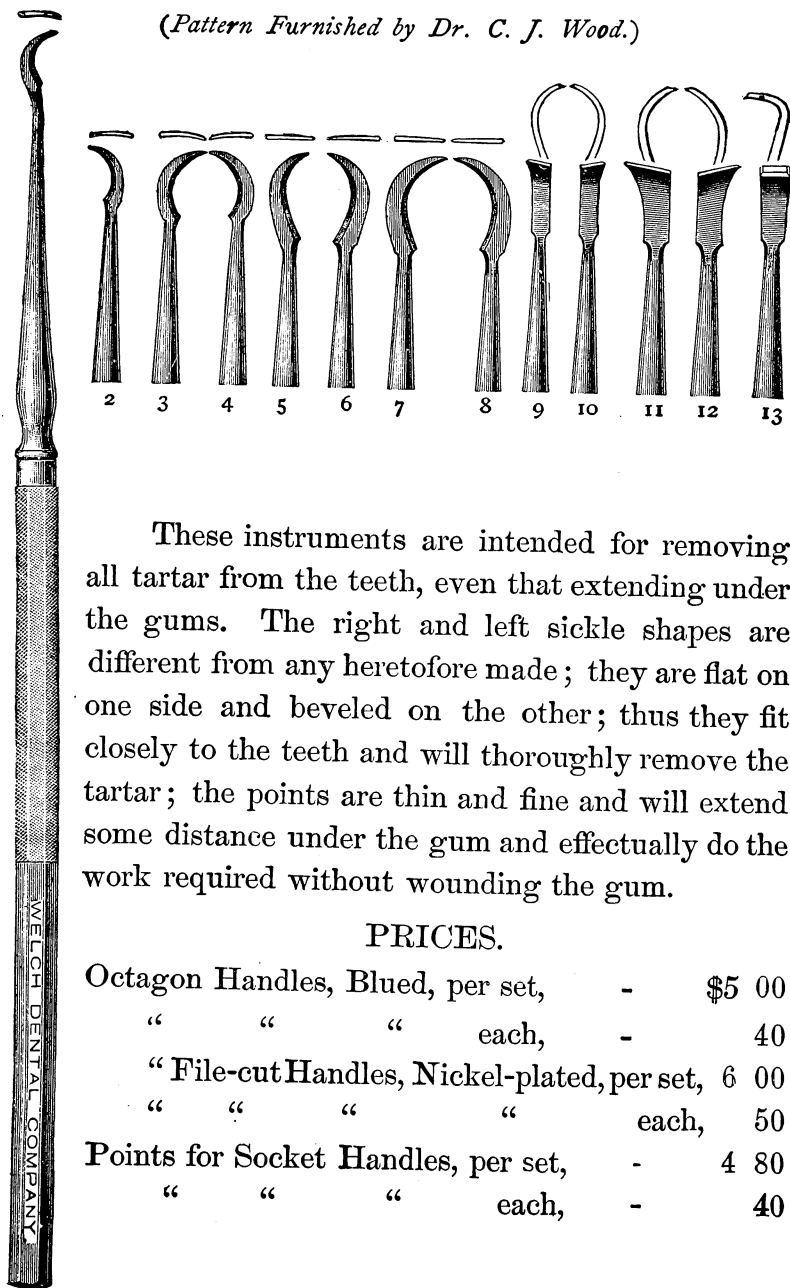 (Pattern Furnished by Dr. C. J. Wood.)
2 3 4 5 6 7 8 9 10 11 12 13
These instruments are intended for removing
all tartar from the teeth, even that extending under
the gums. The right and left sickle shapes are
different from any heretofore made; they are flat on
one side and beveled on the other; thus they fit
closely to the teeth and will thoroughly remove the
tartar; the points are thin and fine and will extend
some distance under the gum and effectually do the
work required without wounding the gum.
PRICES.
Octagon Handles, Blued, per set, - $5 00
“ “ “ each, - 40
“ File-cut Handles, Nickel-plated, per set, 6 00
“ “ “ “ each, 50
Points for Socket Handles, per set, - 4 80
“ “ “ each, - 40
WELCH DENTAL COMPANY